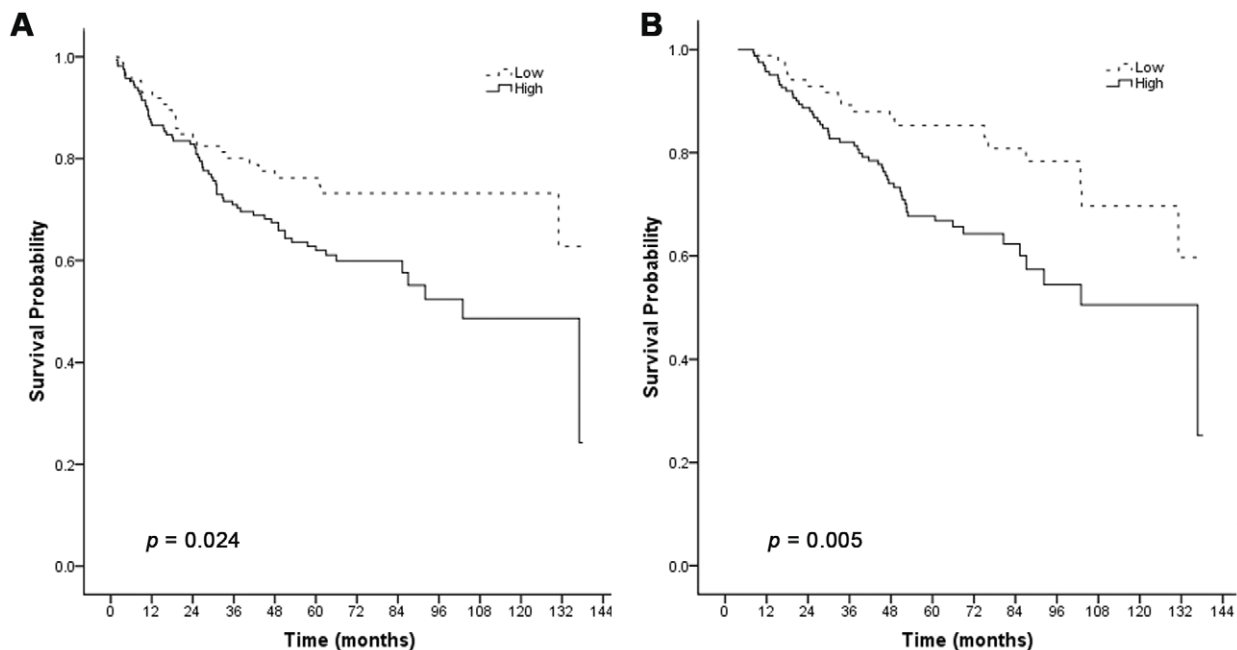 A
Survival Probability
1.0
0.8
0.6
0.4
0.2
0.0
Low
High
p = 0.024
0 12 24 36 48 60 72 84 96 108 120 132 144
Time (months)
B
Survival Probability
1.0
0.8
0.6
0.4
0.2
0.0
Low
High
p = 0.005
0 12 24 36 48 60 72 84 96 108 120 132 144
Time (months)